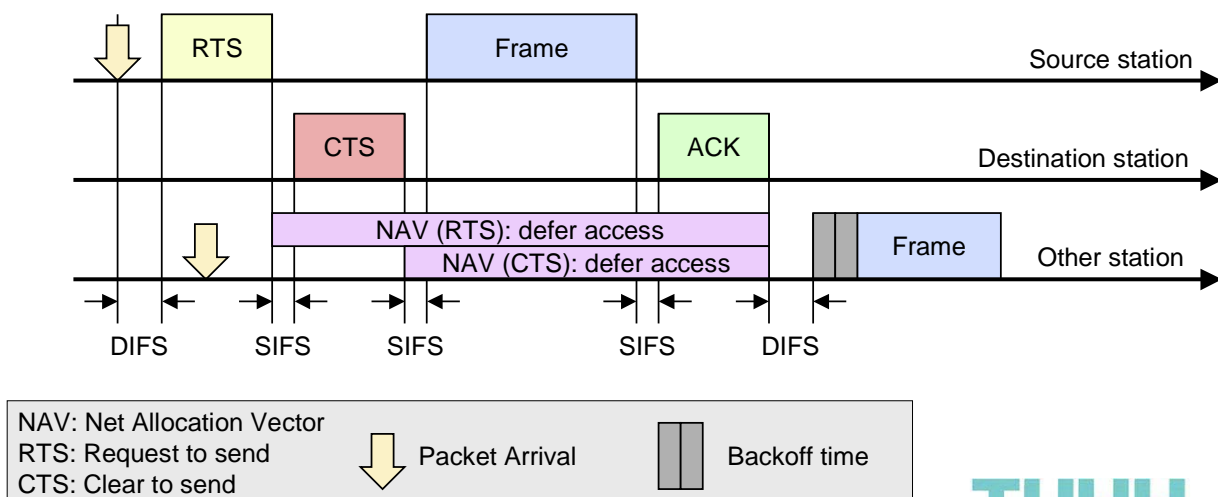 RTS
Frame
Source station
CTS
ACK
Destination station
NAV (RTS): defer access
NAV (CTS): defer access
Frame
Other station
DIFS SIFS SIFS SIFS DIFS
NAV: Net Allocation Vector
RTS: Request to send
CTS: Clear to send
Packet Arrival
Backoff time